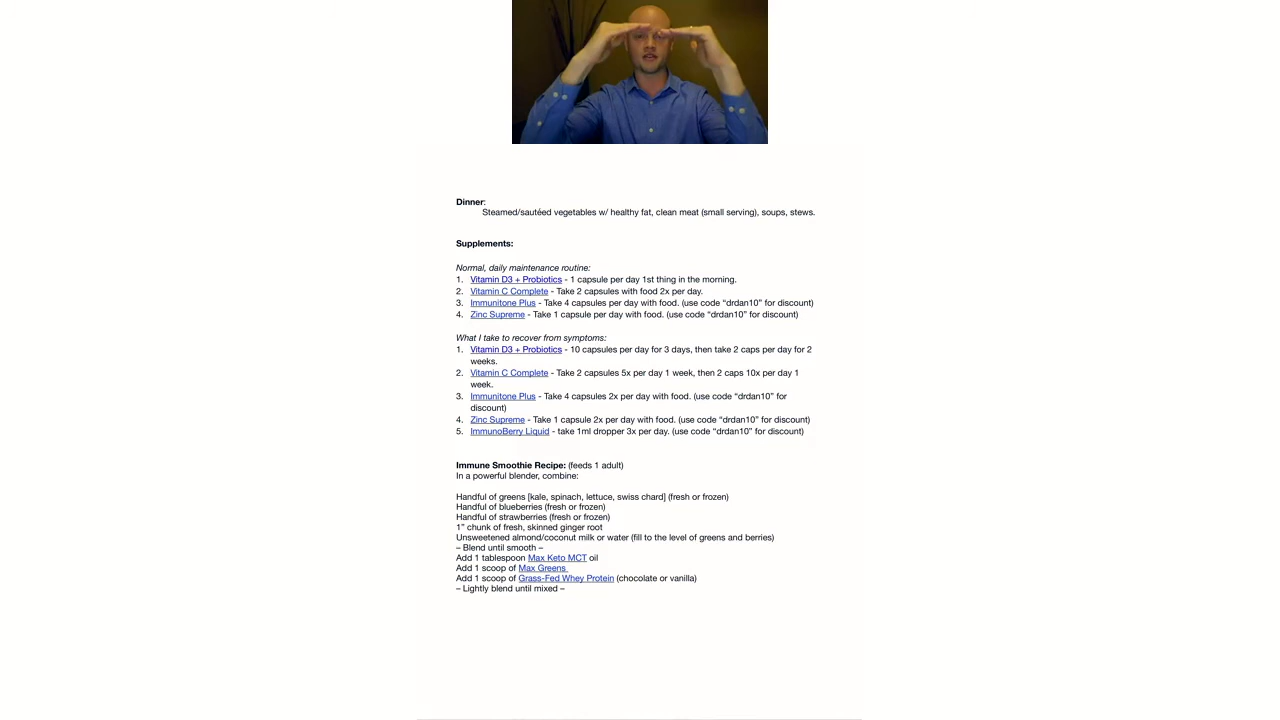 Dinner:
Steamed/sautéed vegetables w/ healthy fat, clean meat (small serving), soups, stews.
Supplements:
Normal, daily maintenance routine:
1. Vitamin D3 + Probiotics - 1 capsule per day 1st thing in the morning.
2. Vitamin C Complete - Take 2 capsules with food 2x per day.
3. Immunitone Plus - Take 4 capsules per day with food. (use code "drdan10" for discount)
4. Zinc Supreme - Take 1 capsule per day with food. (use code "drdan10" for discount)
What I take to recover from symptoms:
1. Vitamin D3 + Probiotics - 10 capsules per day for 3 days, then take 2 caps per day for 2
weeks.
2. Vitamin C Complete - Take 2 capsules 5x per day 1 week, then 2 caps 10x per day 1
week.
3. Immunitone Plus - Take 4 capsules 2x per day with food. (use code "drdan10" for
discount)
4. Zinc Supreme - Take 1 capsule 2x per day with food. (use code "drdan10" for discount)
5. ImmunoBerry Liquid - take 1ml dropper 3x per day. (use code "drdan10" for discount)
Immune Smoothie Recipe: (feeds 1 adult)
In a powerful blender, combine:
Handful of greens [kale, spinach, lettuce, swiss chard] (fresh or frozen)
Handful of blueberries (fresh or frozen)
Handful of strawberries (fresh or frozen)
1" chunk of fresh, skinned ginger root
Unsweetened almond/coconut milk or water (fill to the level of greens and berries)
– Blend until smooth –
Add 1 tablespoon Max Keto MCT oil
Add 1 scoop of Max Greens
Add 1 scoop of Grass-Fed Whey Protein (chocolate or vanilla)
– Lightly blend until mixed –